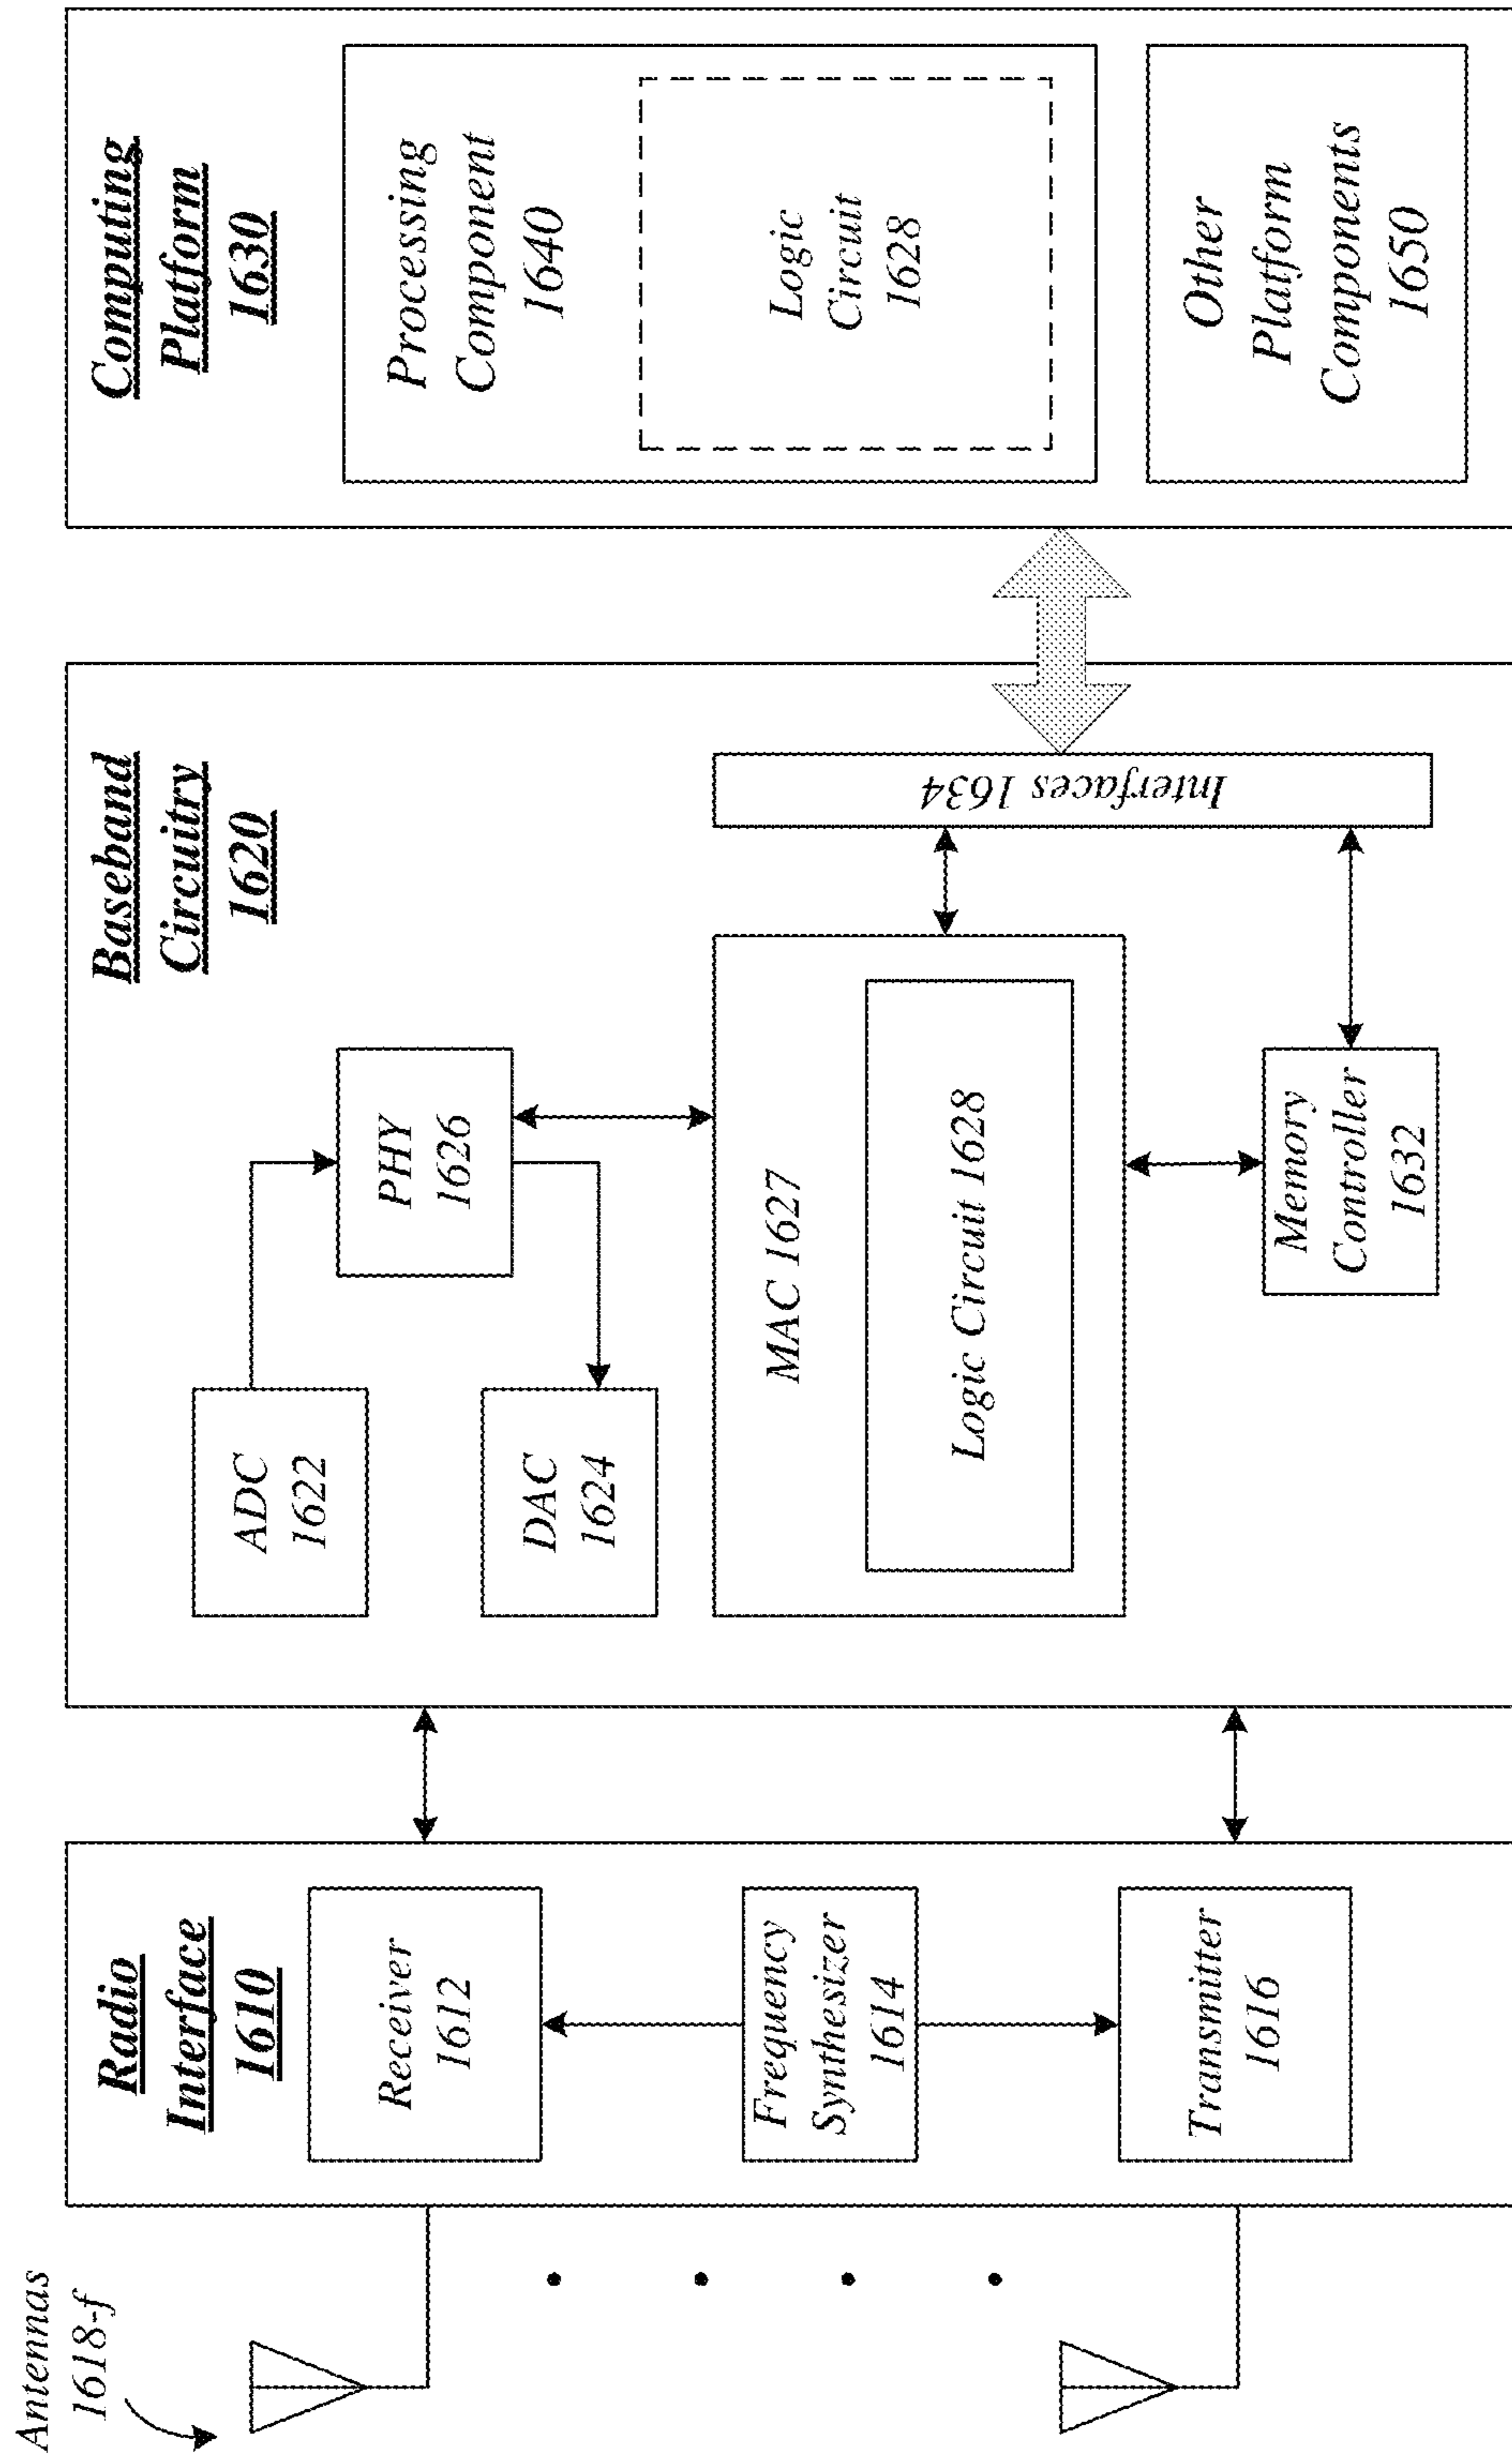 Antennas
1618-f
Radio
Interface
1610
Receiver
1612
Frequency
Synthesizer
1614
Transmitter
1616
Baseband
Circuitry
1620
ADC
1622
PHY
1626
DAC
1624
MAC 1627
Logic Circuit 1628
Memory
Controller
1632
Interfaces 1634
Computing
Platform
1630
Processing
Component
1640
Logic
Circuit
1628
Other
Platform
Components
1650